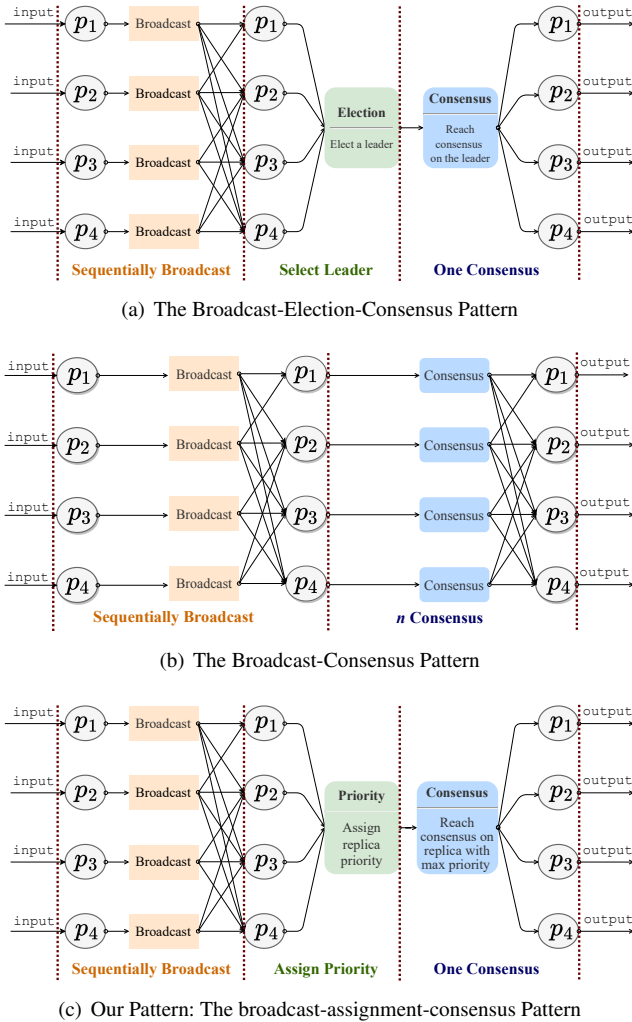 input p1 Broadcast p1 p1 output
input p2 Broadcast p2 Election Consensus p2 output
Elect a leader Reach
consensus
on the leader
input p3 Broadcast p3 p3 output
input p4 Broadcast p4 p4 output
Sequentially Broadcast Select Leader One Consensus
(a) The Broadcast-Election-Consensus Pattern
input p1 Broadcast p1 Consensus p1 output
input p2 Broadcast p2 Consensus p2 output
input p3 Broadcast p3 Consensus p3 output
input p4 Broadcast p4 Consensus p4 output
Sequentially Broadcast n Consensus
(b) The Broadcast-Consensus Pattern
input p1 Broadcast p1 p1 output
input p2 Broadcast p2 Priority Consensus p2 output
Assign Reach
replica consensus on
priority replica with
max priority
input p3 Broadcast p3 p3 output
input p4 Broadcast p4 p4 output
Sequentially Broadcast Assign Priority One Consensus
(c) Our Pattern: The broadcast-assignment-consensus Pattern